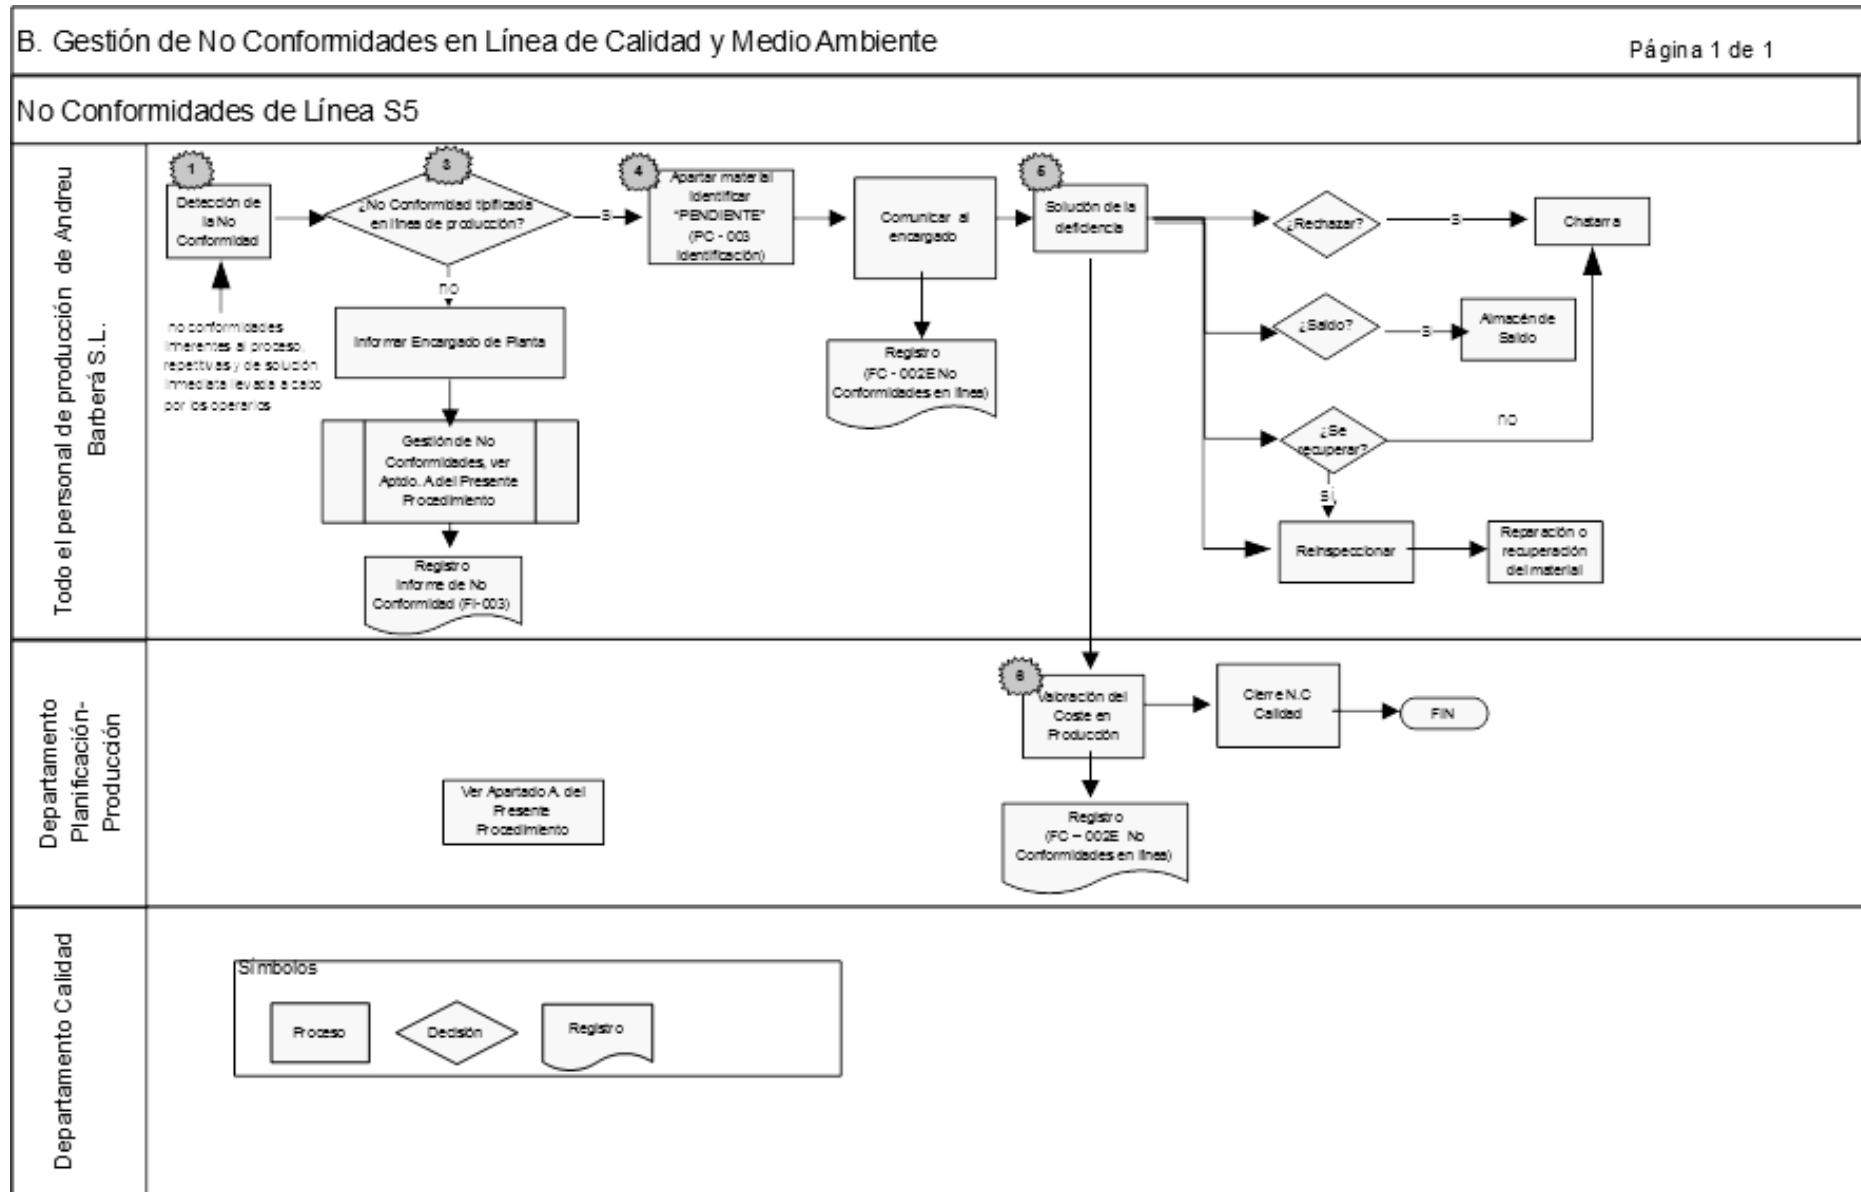 B. Gestión de No Conformidades en Línea de Calidad y Medio Ambiente
Página 1 de 1
No Conformidades de Línea S5
Todo el personal de producción de Andreu
Barberá S.L.
1
Detección de
la No
Conformidad
no conformidades
inherentes al proceso,
repetitivas y de solución
inmediata llevada a cabo
por los operarios
3
¿No Conformidad tipificada
en línea de producción?
si
no
Informar Encargado de Planta
Gestión de No
Conformidades, ver
Aptdo. A del Presente
Procedimiento
Registro
Informe de No
Conformidad (FI-003)
4
Apartar material
Identificar
"PENDIENTE"
(PC - 003
Identificación)
Comunicar al
encargado
Registro
(FC - 002E No
Conformidades en línea)
5
Solución de la
deficiencia
¿Rechazar?
si
Chatarra
¿Saldo?
si
Almacén de
Saldo
¿Se
recuperar?
no
si,
Reinspeccionar
Reparación o
recuperación
del material
Departamento
Planificación-
Producción
Ver Apartado A. del
Presente
Procedimiento
6
Valoración del
Coste en
Producción
Cierre N.C
Calidad
FIN
Registro
(FC – 002E No
Conformidades en línea)
Departamento Calidad
Símbolos
Proceso
Decisión
Registro